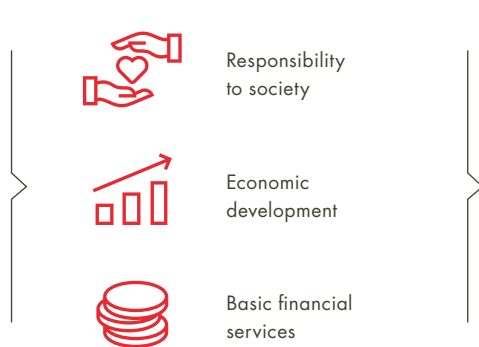 Responsibility
to society
Economic
development
Basic financial
services